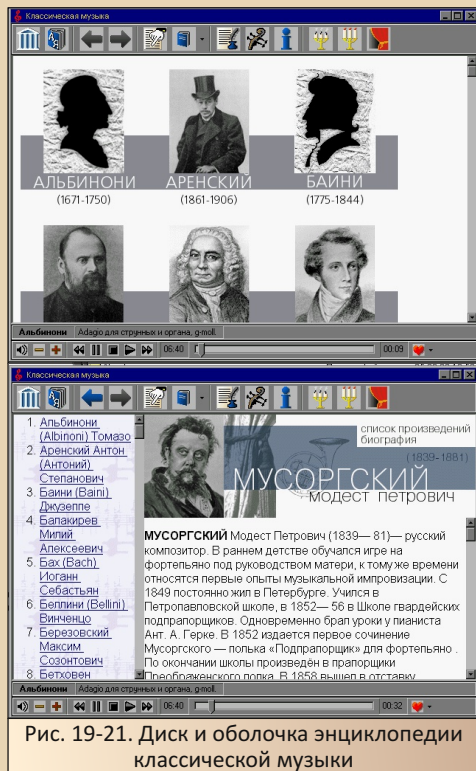 Классическая музыка
АЛЬБИНОНИ
АРЕНСКИЙ
БАИНИ
(1671-1750)
(1861-1906)
(1775-1844)
Альбинони Adagio для струнных и органа, g-moll.
06:40
00:09
Классическая музыка
1. Альбинони
(Albinoni) Томазо
2. Аренский Антон
(Антоний)
Степанович
3. Баини (Baini)
Джузеппе
4. Балакирев
Милий
Алексеевич
5. Бах (Bach)
Иоганн
Себастьян
6. Беллини (Bellini)
Винченцо
7. Березовский
Максим
Созонтович
8. Бетховен
список произведений
биография
(1839-1881)
МУСОРГСКИЙ
модест петрович
МУСОРГСКИЙ Модест Петрович (1839— 81)— русский
композитор. В раннем детстве обучался игре на
фортепьяно под руководством матери, к тому же времени
относятся первые опыты музыкальной импровизации. С
1849 постоянно жил в Петербурге. Учился в
Петропавловской школе, в 1852— 56 в Школе гвардейских
подпрапорщиков. Одновременно брал уроки у пианиста
Ант. А. Герке. В 1852 издается первое сочинение
Мусоргского — полька «Подпрапорщик» для фортепьяно .
По окончании школы произведён в прапорщики
Преображенского полка. В 1858 вышел в отставку
Альбинони Adagio для струнных и органа, g-moll.
06:40
00:32
Рис. 19-21. Диск и оболочка энциклопедии
классической музыки